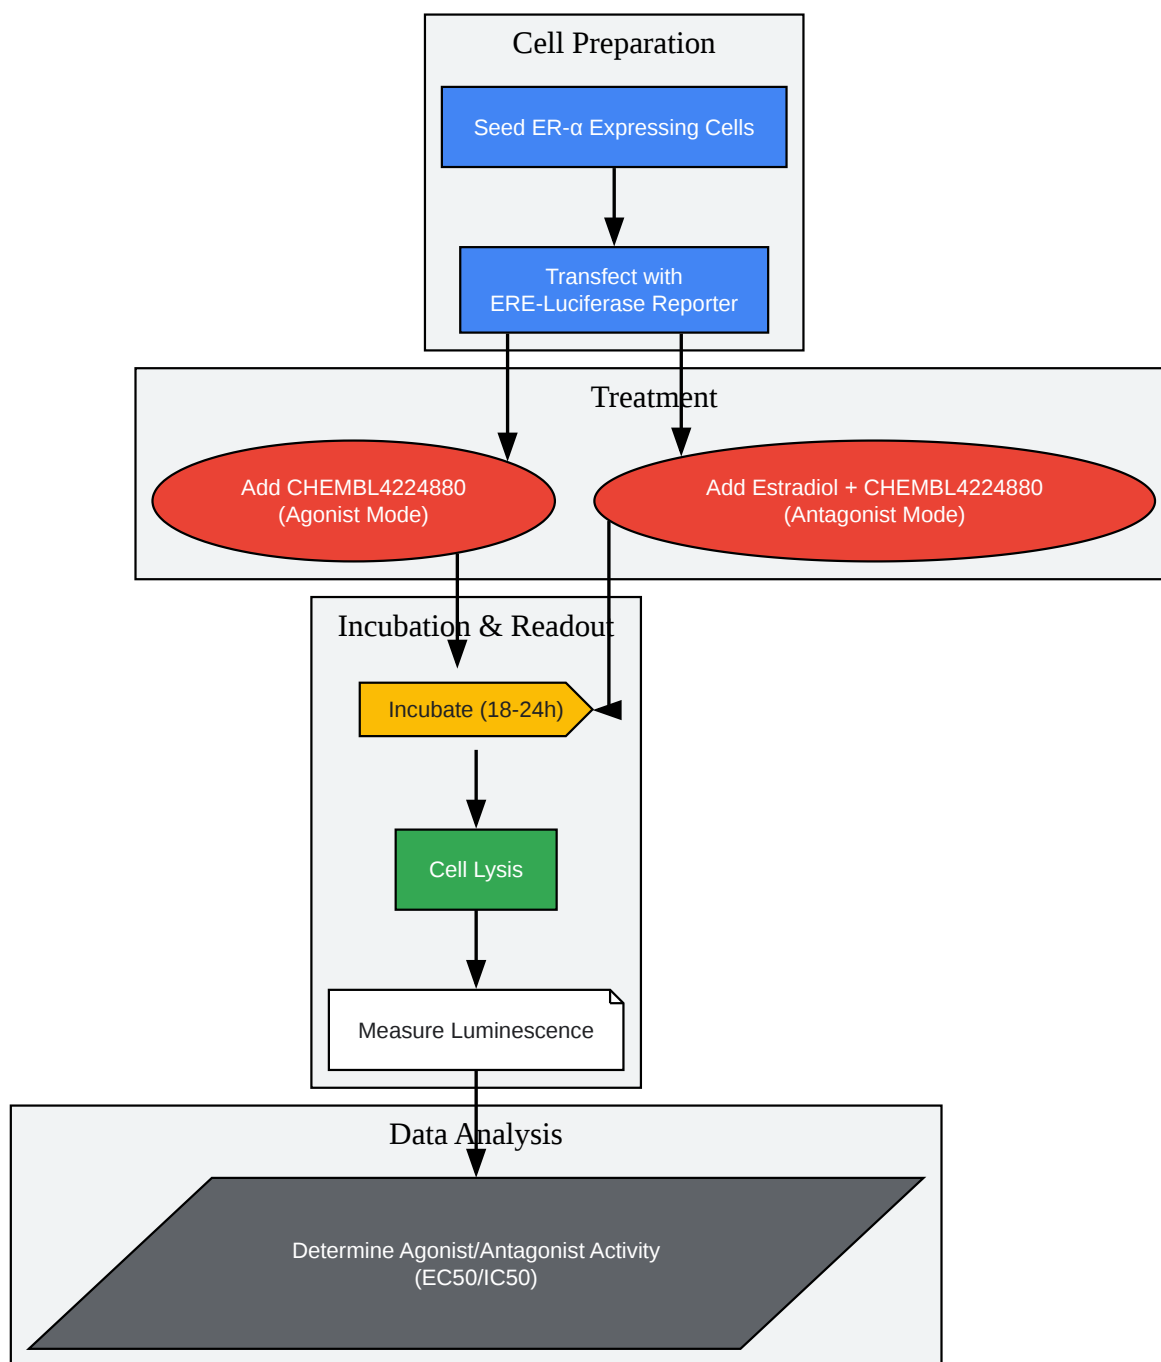 Cell Preparation
Seed ER-α Expressing Cells
Transfect with
ERE-Luciferase Reporter
Treatment
Add CHEMBL4224880
(Agonist Mode)
Add Estradiol + CHEMBL4224880
(Antagonist Mode)
Incubation & Readout
Incubate (18-24h)
Cell Lysis
Measure Luminescence
Data Analysis
Determine Agonist/Antagonist Activity
(EC50/IC50)